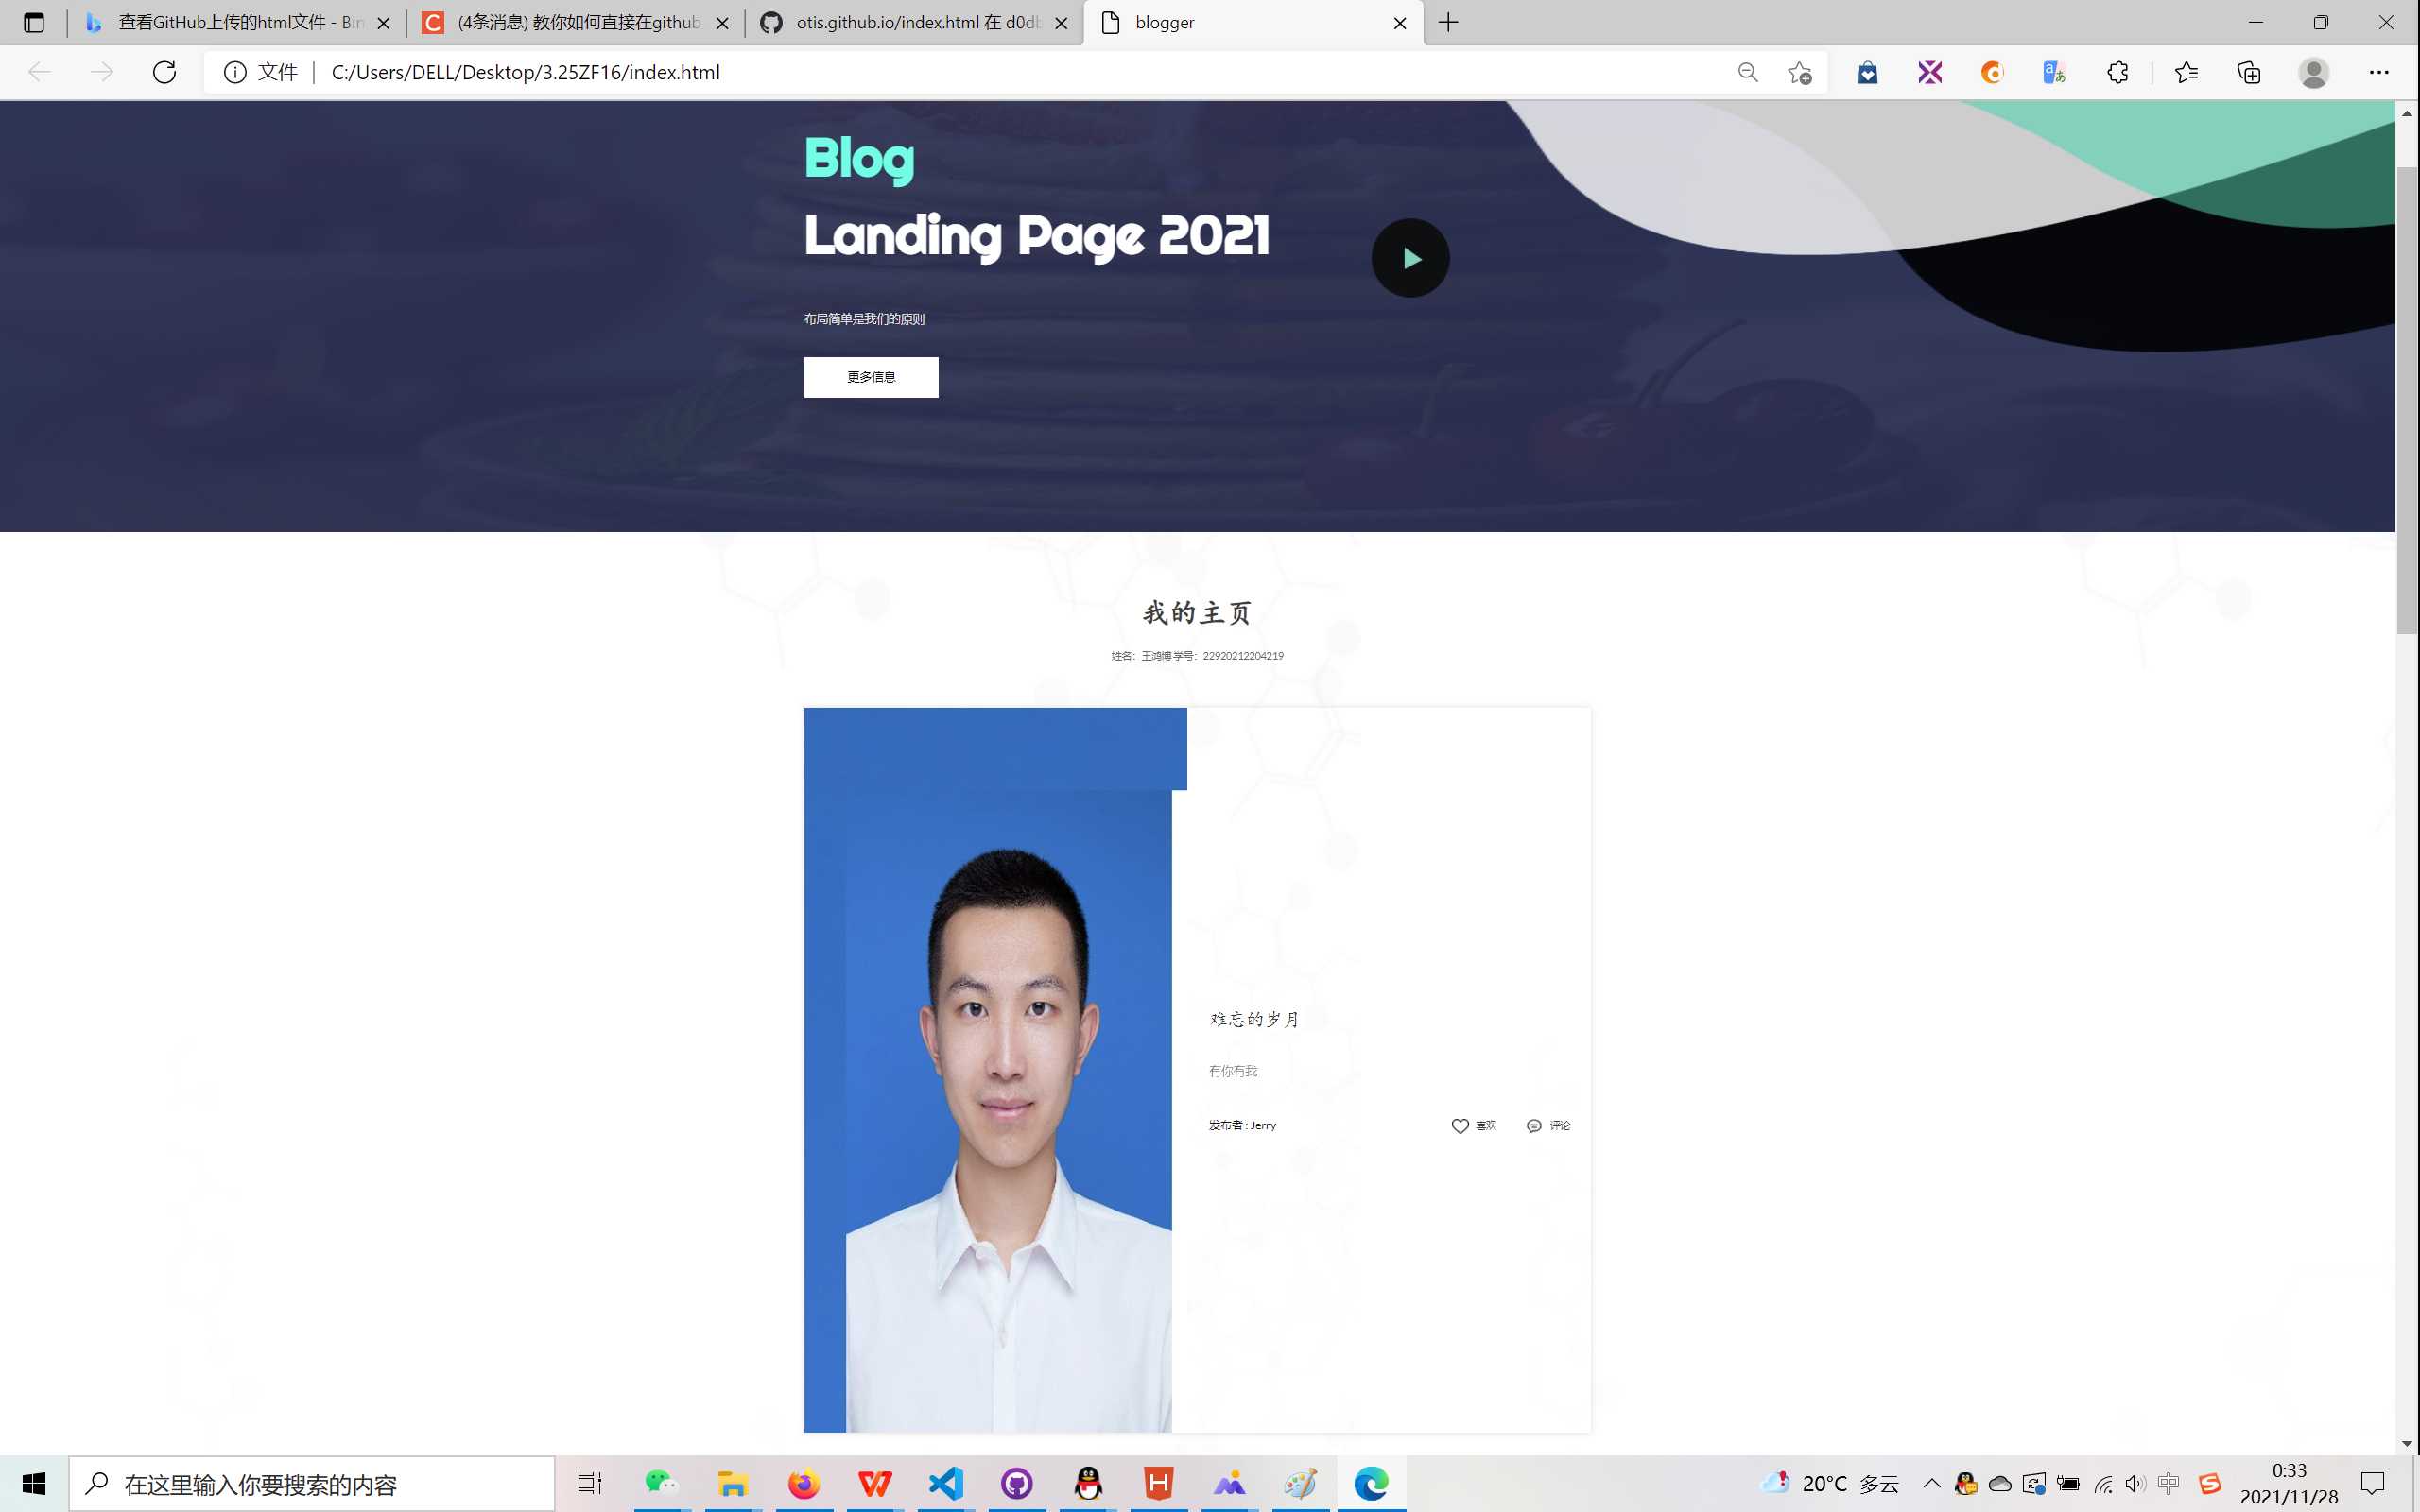 查看GitHub上传的html文件 - Bin
(4条消息) 教你如何直接在github
otis.github.io/index.html 在 d0db
blogger
文件
C:/Users/DELL/Desktop/3.25ZF16/index.html
Blog
Landing Page 2021
布局简单是我们的原则
更多信息
我的主页
姓名：王鸿博 学号：22920212204219
难忘的岁月
有你有我
发布者 : Jerry
喜欢
评论
在这里输入你要搜索的内容
20°C 多云
中
0:33
2021/11/28